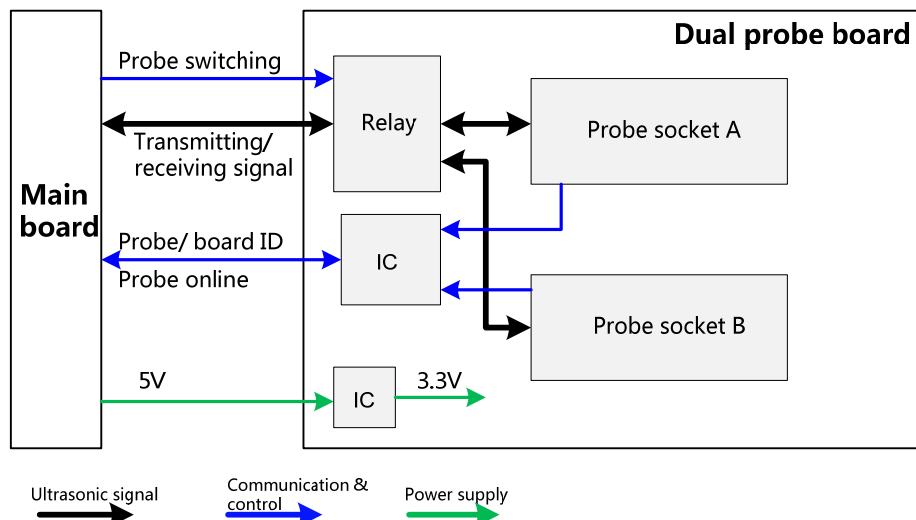 Dual probe board
Probe switching
Relay
Probe socket A
Transmitting/
receiving signal
Main
board
Probe/ board ID
IC
Probe online
Probe socket B
5V
IC
3.3V
Ultrasonic signal
Communication &
control
Power supply